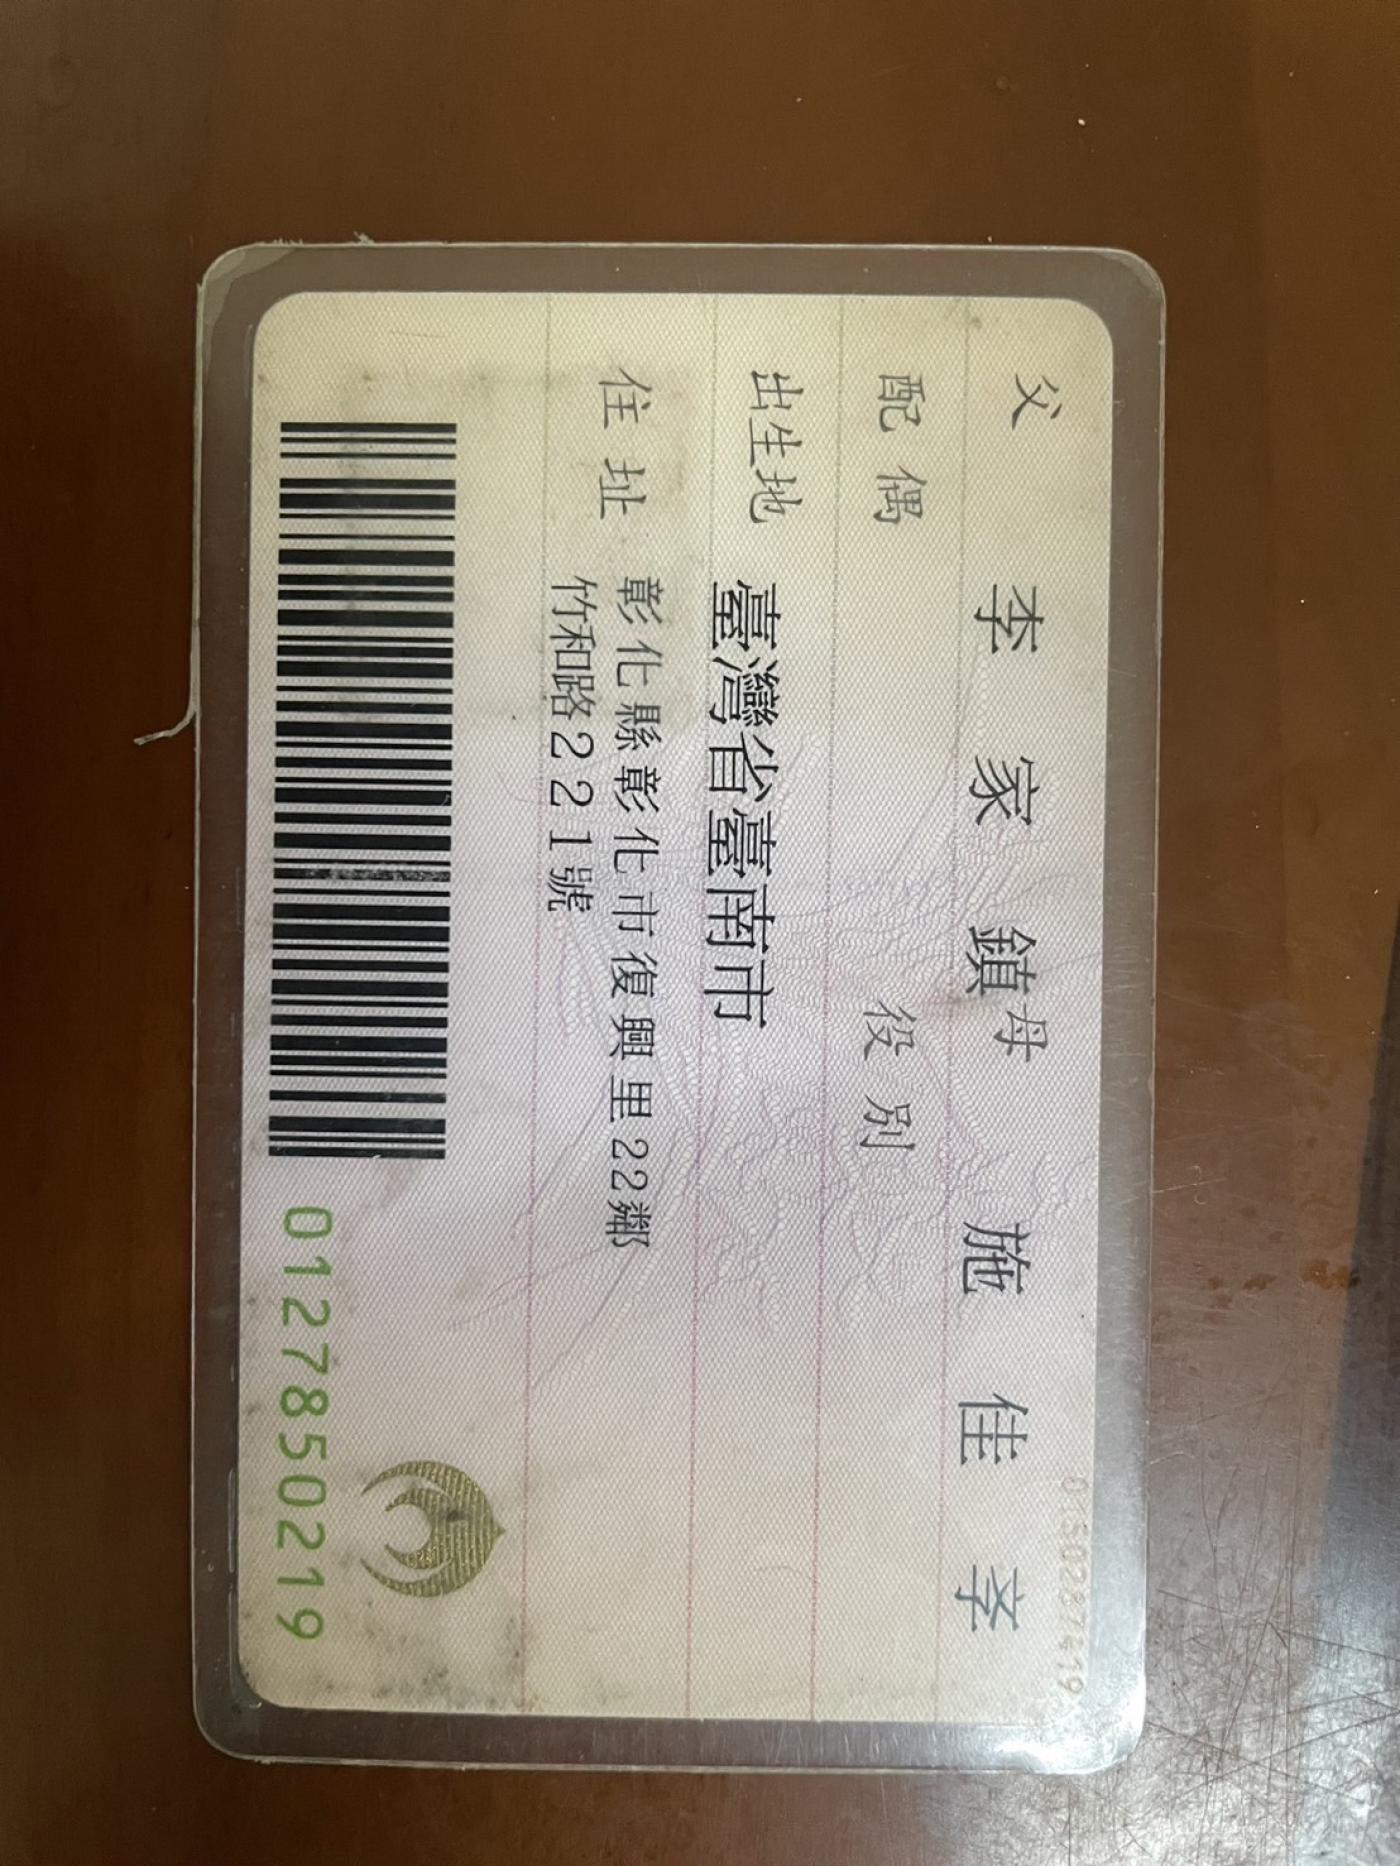 父 李家鎮 母 施佳孛
配偶 役別
出生地 臺灣省臺南市
住址 彰化縣彰化市復興里22鄰
竹和路221號
0127850219